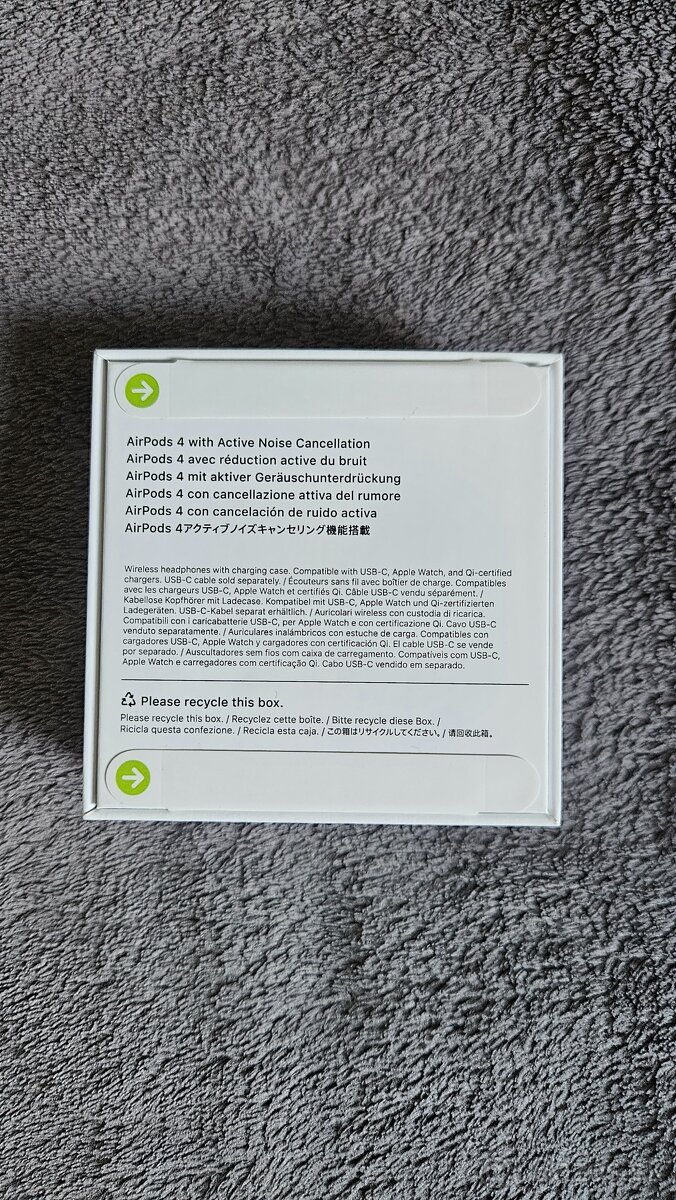 AirPods 4 with Active Noise Cancellation
AirPods 4 avec réduction active du bruit
AirPods 4 mit aktiver Geräuschunterdrückung
AirPods 4 con cancellazione attiva del rumore
AirPods 4 con cancelación de ruido activa
AirPods 4アクティブノイズキャンセリング機能搭載
Wireless headphones with charging case. Compatible with USB-C, Apple Watch, and Qi-certified
chargers. USB-C cable sold separately. / Écouteurs sans fil avec boîtier de charge. Compatibles
avec les chargeurs USB-C, Apple Watch et certifiés Qi. Câble USB-C vendu séparément. /
Kabellose Kopfhörer mit Ladecase. Kompatibel mit USB-C, Apple Watch und Qi-zertifizierten
Ladegeräten. USB-C-Kabel separat erhältlich. / Auricolari wireless con custodia di ricarica.
Compatibili con i caricabatterie USB-C, per Apple Watch e con certificazione Qi. Cavo USB-C
venduto separatamente. / Auriculares inalámbricos con estuche de carga. Compatibles con
cargadores USB-C, Apple Watch y cargadores con certificación Qi. El cable USB-C se vende
por separado. / Auscultadores sem fios com caixa de carregamento. Compatíveis com USB-C,
Apple Watch e carregadores com certificação Qi. Cabo USB-C vendido em separado.
Please recycle this box.
Please recycle this box. / Recyclez cette boîte. / Bitte recycle diese Box. /
Ricicla questa confezione. / Recicla esta caja. / この箱はリサイクルしてください。/ 请回收此箱。